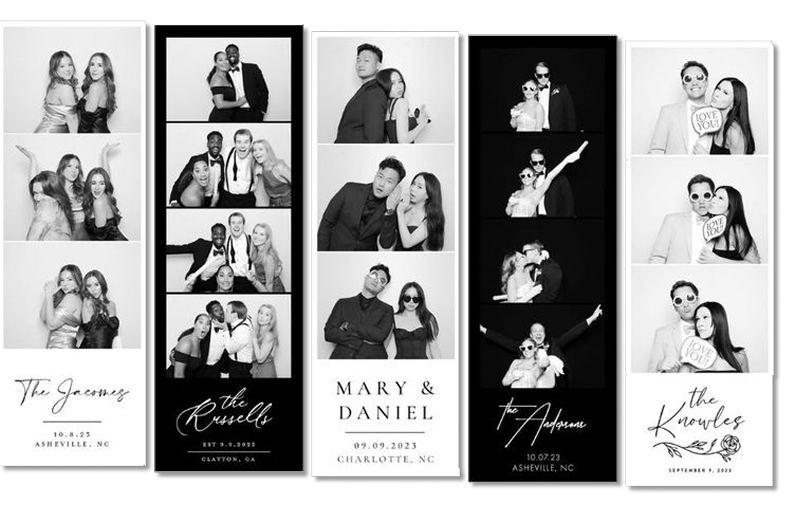 The Jacomes
10.8.23
ASHEVILLE, NC
the
Russells
EST 9.9.2023
CLAYTON, GA
MARY &
DANIEL
09.09.2023
CHARLOTTE, NC
the
Andersons
10.07.23
ASHEVILLE, NC
LOVE
YOU!
LOVE
YOU!
LOVE
YOU!
the
Knowles
SEPTEMBER 9, 2023